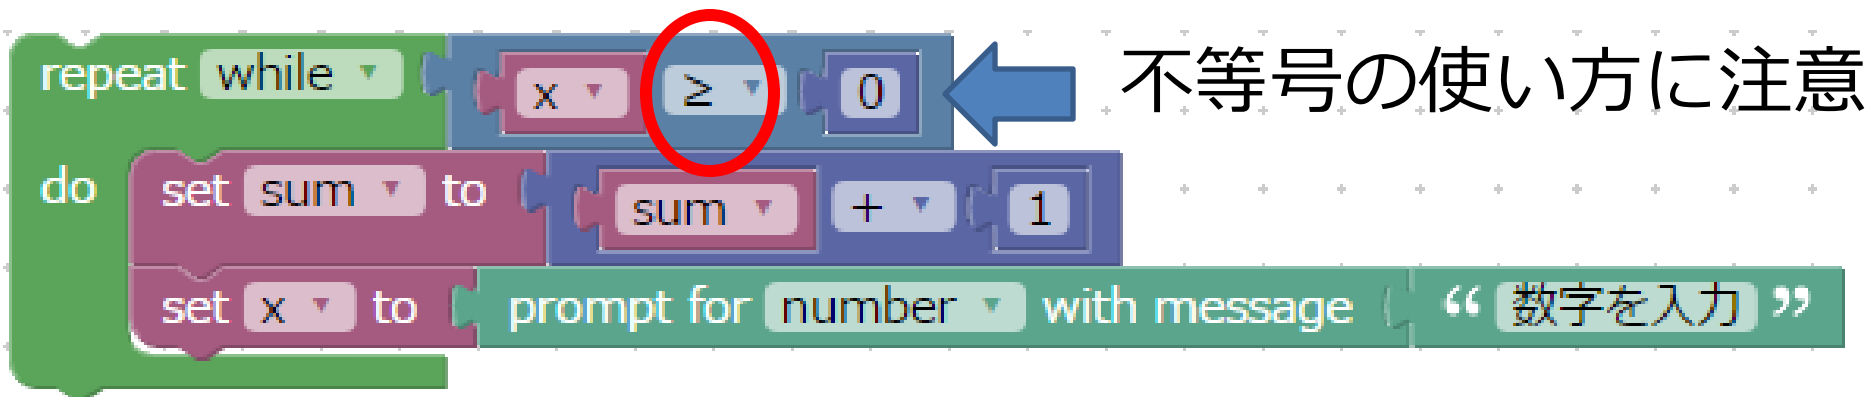 repeat while x ≥ 0 不等号の使い方に注意
do set sum to sum + 1
set x to prompt for number with message “ 数字を入力 ”